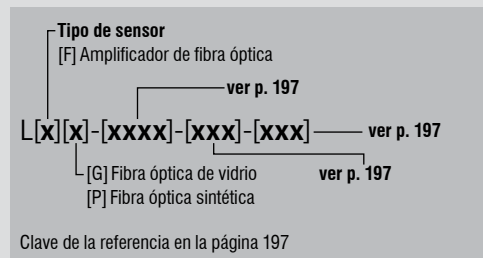 Tipo de sensor
[F] Amplificador de fibra óptica
ver p. 197
L[x][x]-[xxxx]-[xxx]-[xxx] ver p. 197
[G] Fibra óptica de vidrio ver p. 197
[P] Fibra óptica sintética
Clave de la referencia en la página 197